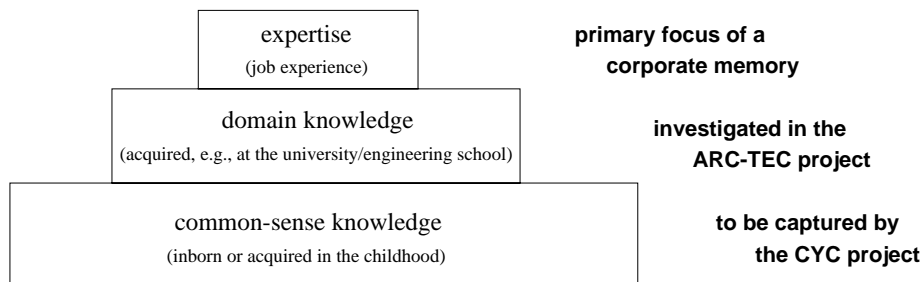 expertise
(job experience)
primary focus of a
corporate memory
domain knowledge
(acquired, e.g., at the university/engineering school)
investigated in the
ARC-TEC project
common-sense knowledge
(inborn or acquired in the childhood)
to be captured by
the CYC project